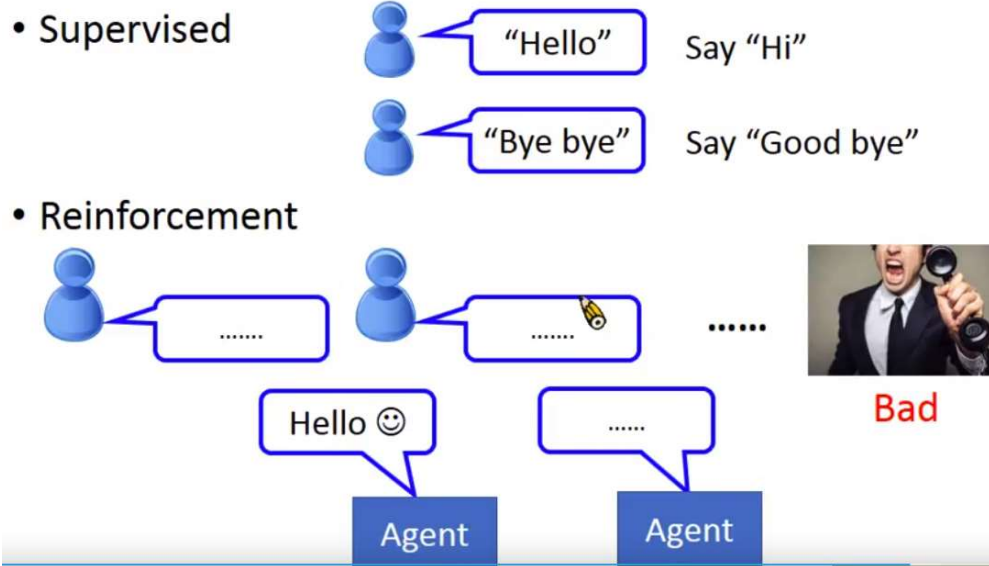 • Supervised
“Hello” Say “Hi”
“Bye bye” Say “Good bye”
• Reinforcement
....... ....... ......
Bad
Hello ☺ ......
Agent Agent